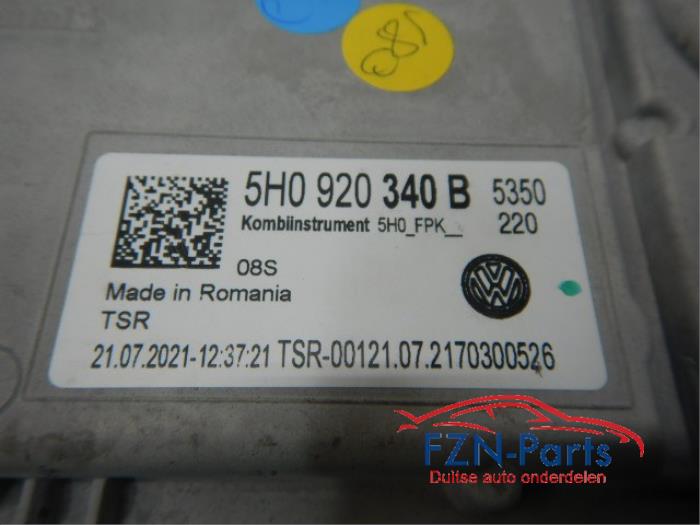 5H0 920 340 B 5350
Kombiinstrument 5H0_FPK__ 220
08S
Made in Romania
TSR
21.07.2021-12:37:21 TSR-00121.07.2170300526
FZN-Parts
Duitse auto onderdelen